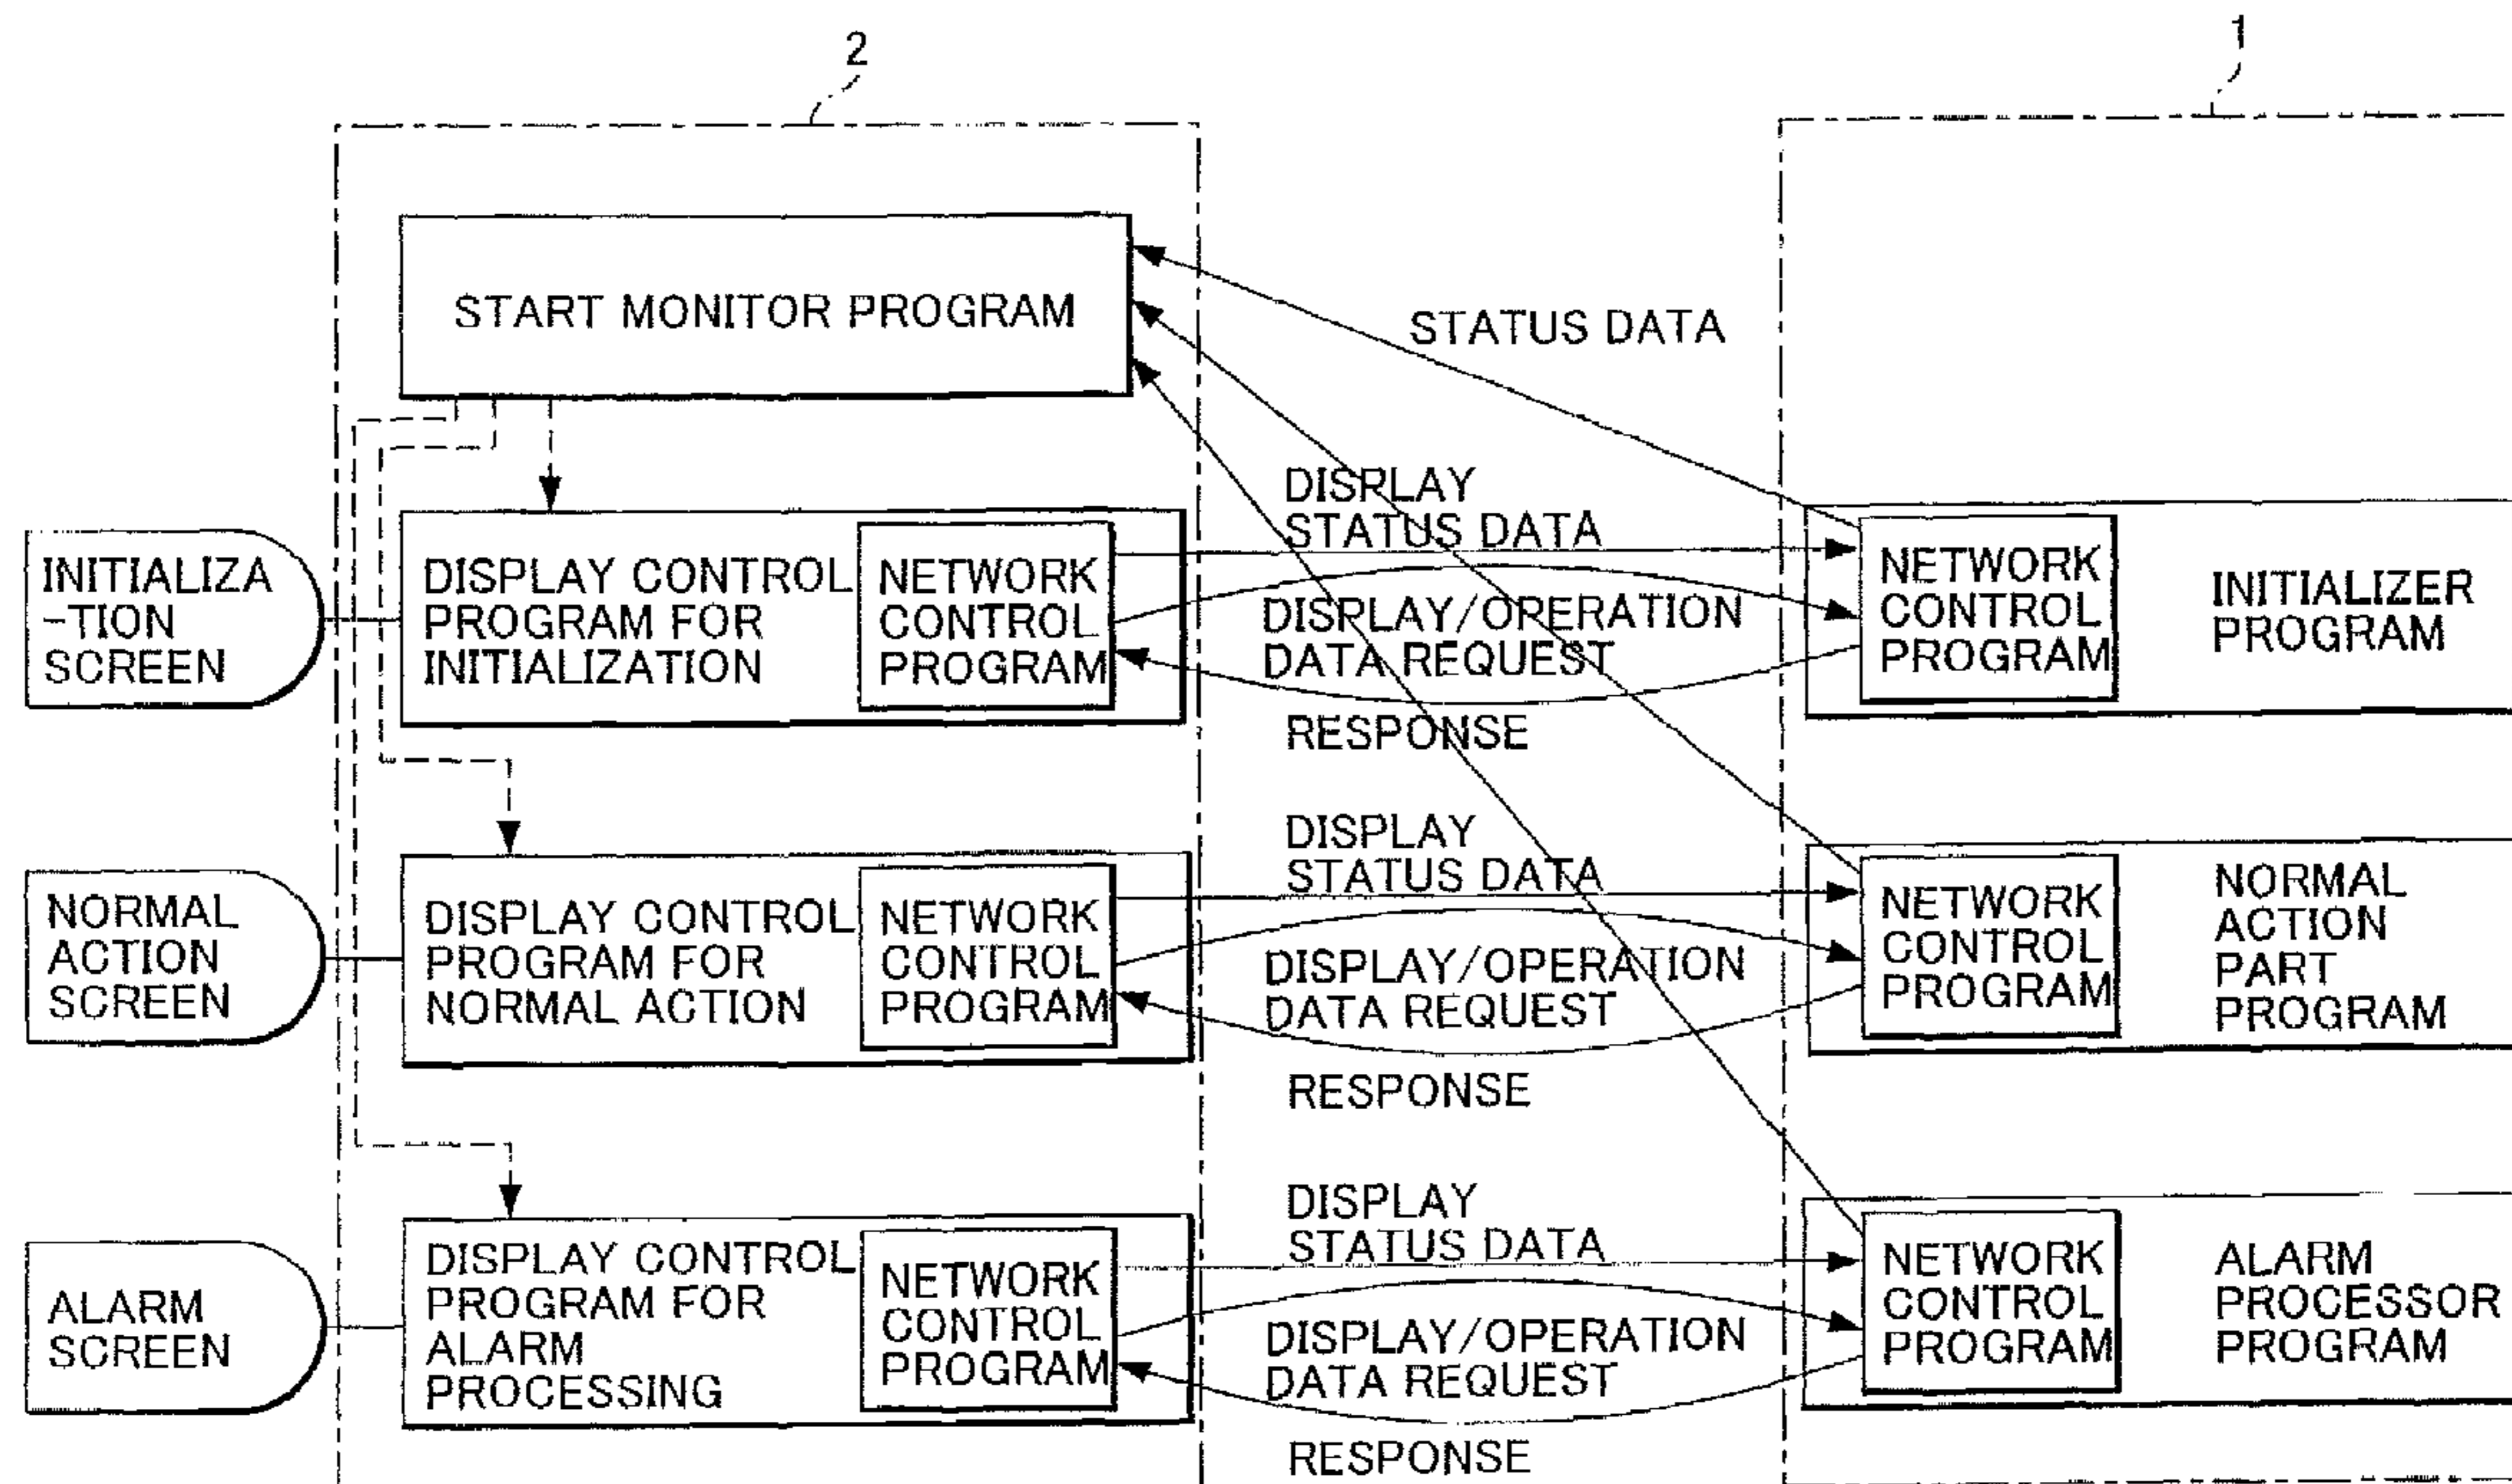 2
1
START MONITOR PROGRAM
STATUS DATA
INITIALIZA
-TION
SCREEN
DISPLAY CONTROL
PROGRAM FOR
INITIALIZATION
NETWORK
CONTROL
PROGRAM
DISPLAY
STATUS DATA
DISPLAY/OPERATION
DATA REQUEST
RESPONSE
NETWORK
CONTROL
PROGRAM
INITIALIZER
PROGRAM
NORMAL
ACTION
SCREEN
DISPLAY CONTROL
PROGRAM FOR
NORMAL ACTION
NETWORK
CONTROL
PROGRAM
DISPLAY
STATUS DATA
DISPLAY/OPERATION
DATA REQUEST
RESPONSE
NETWORK
CONTROL
PROGRAM
NORMAL
ACTION
PART
PROGRAM
ALARM
SCREEN
DISPLAY CONTROL
PROGRAM FOR
ALARM
PROCESSING
NETWORK
CONTROL
PROGRAM
DISPLAY
STATUS DATA
DISPLAY/OPERATION
DATA REQUEST
RESPONSE
NETWORK
CONTROL
PROGRAM
ALARM
PROCESSOR
PROGRAM